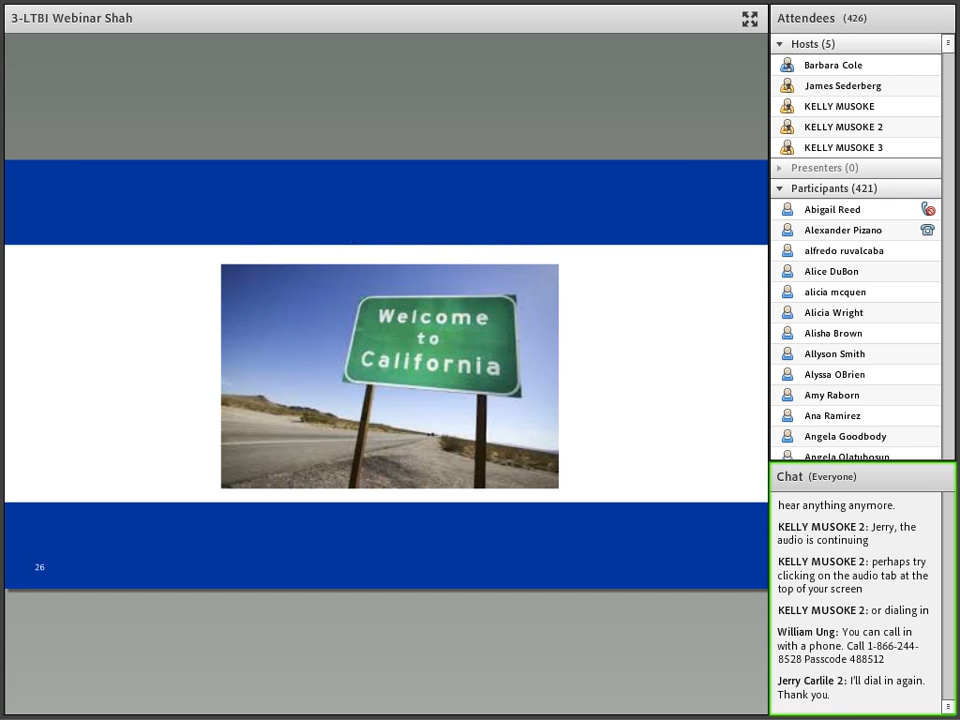 3-LTBI Webinar Shah
Welcome
to
California
26
Attendees (426)
Hosts (5)
Barbara Cole
James Sederberg
KELLY MUSOKE
KELLY MUSOKE 2
KELLY MUSOKE 3
Presenters (0)
Participants (421)
Abigail Reed
Alexander Pizano
alfredo ruvalcaba
Alice DuBon
alicia mcquen
Alicia Wright
Alisha Brown
Allyson Smith
Alyssa OBrien
Amy Raborn
Ana Ramirez
Angela Goodbody
Angela Olatubosun
Chat (Everyone)
hear anything anymore.
KELLY MUSOKE 2: Jerry, the
audio is continuing
KELLY MUSOKE 2: perhaps try
clicking on the audio tab at the
top of your screen
KELLY MUSOKE 2: or dialing in
William Ung: You can call in
with a phone. Call 1-866-244-
8528 Passcode 488512
Jerry Carlile 2: I'll dial in again.
Thank you.